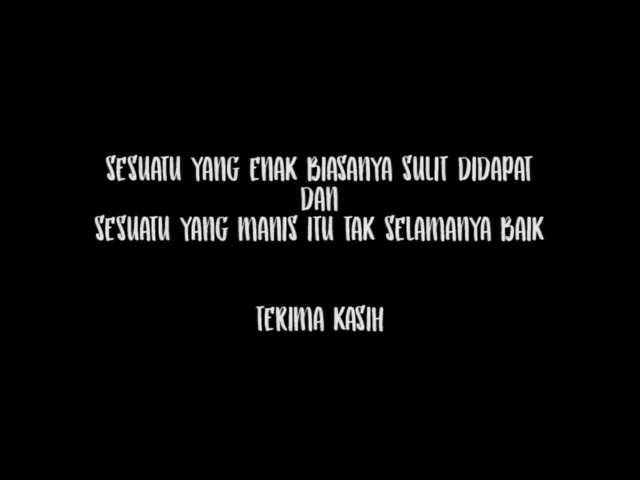 SESUATU YANG ENAK BIASANYA SULIT DIDAPAT
DAN
SESUATU YANG MANIS ITU TAK SELAMANYA BAIK
TERIMA KASIH